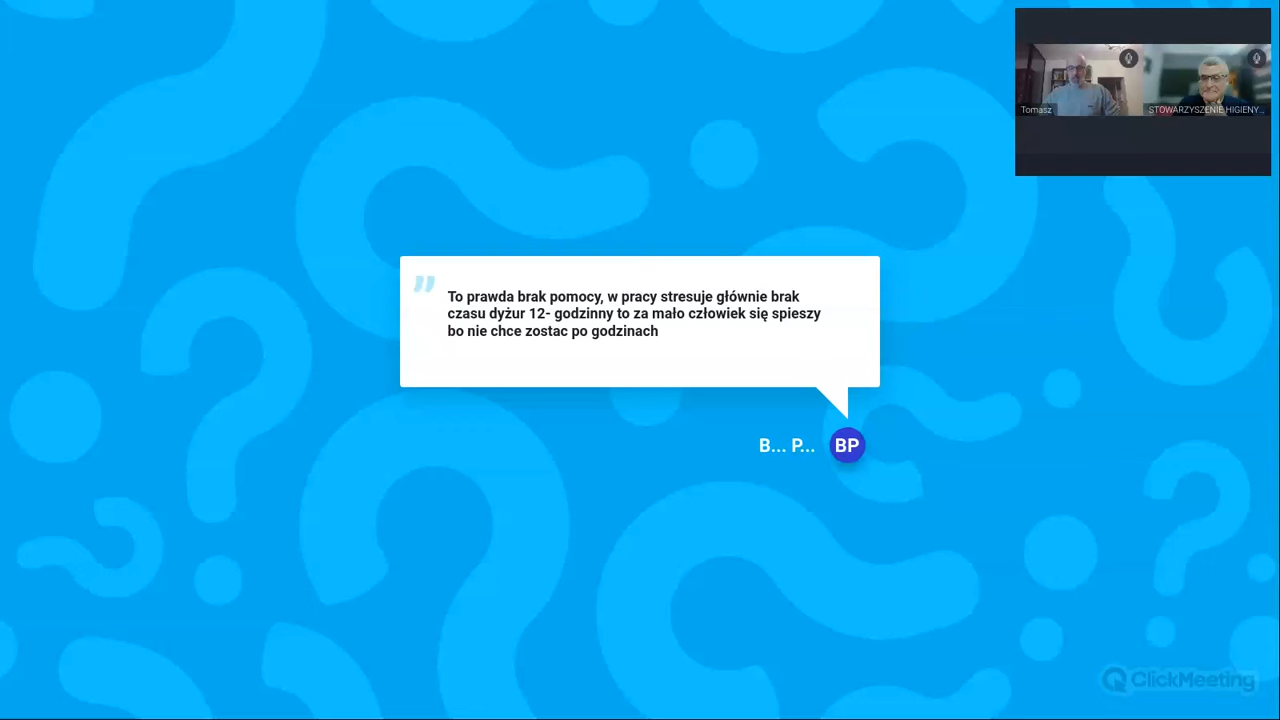 Tomasz
STOWARZYSZENIE HIGIENY...
To prawda brak pomocy, w pracy stresuje głównie brak
czasu dyżur 12- godzinny to za mało człowiek się spieszy
bo nie chce zostac po godzinach
B... P...
BP
ClickMeeting